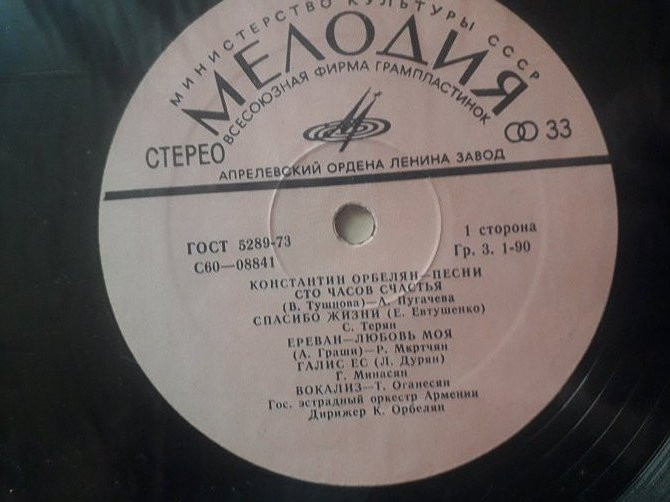 МИНИСТЕРСТВО КУЛЬТУРЫ СССР
МЕЛОДИЯ
ВСЕСОЮЗНАЯ ФИРМА ГРАМПЛАСТИНОК
СТЕРЕО
33
АПРЕЛЕВСКИЙ ОРДЕНА ЛЕНИНА ЗАВОД
ГОСТ 5289-73
1 сторона
С60—08841
Гр. 3. 1-90
КОНСТАНТИН ОРБЕЛЯН—ПЕСНИ
СТО ЧАСОВ СЧАСТЬЯ
(В. Тушнова)—А. Пугачева
СПАСИБО ЖИЗНИ (Е. Евтушенко)
С. Терян
ЕРЕВАН—ЛЮБОВЬ МОЯ
(А. Граши)—Р. Мкртчян
ГАЛИС ЕС (Л. Дурян)
Г. Минасян
ВОКАЛИЗ—Т. Оганесян
Гос. эстрадный оркестр Армении
Дирижер К. Орбелян